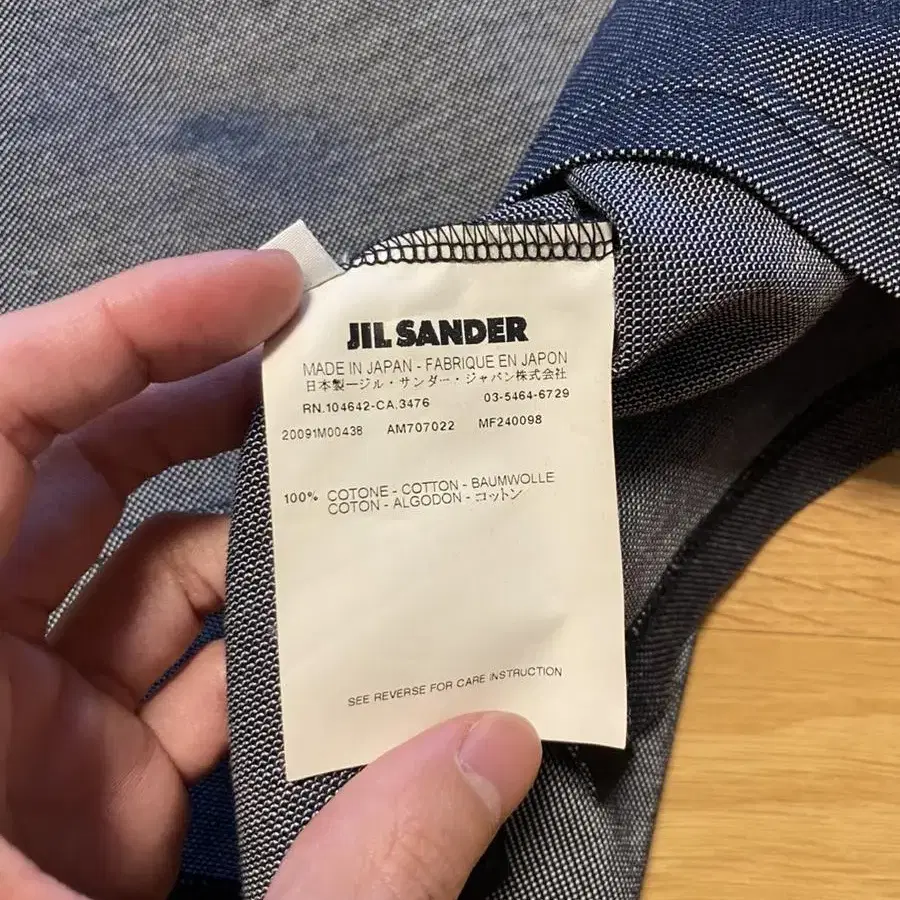 JIL SANDER
MADE IN JAPAN - FABRIQUE EN JAPON
日本製ージル・サンダー・ジャパン株式会社
RN.104642-CA.3476 03-5464-6729
20091M00438 AM707022 MF240098
100% COTONE - COTTON - BAUMWOLLE
COTON - ALGODON - コットン
SEE REVERSE FOR CARE INSTRUCTION